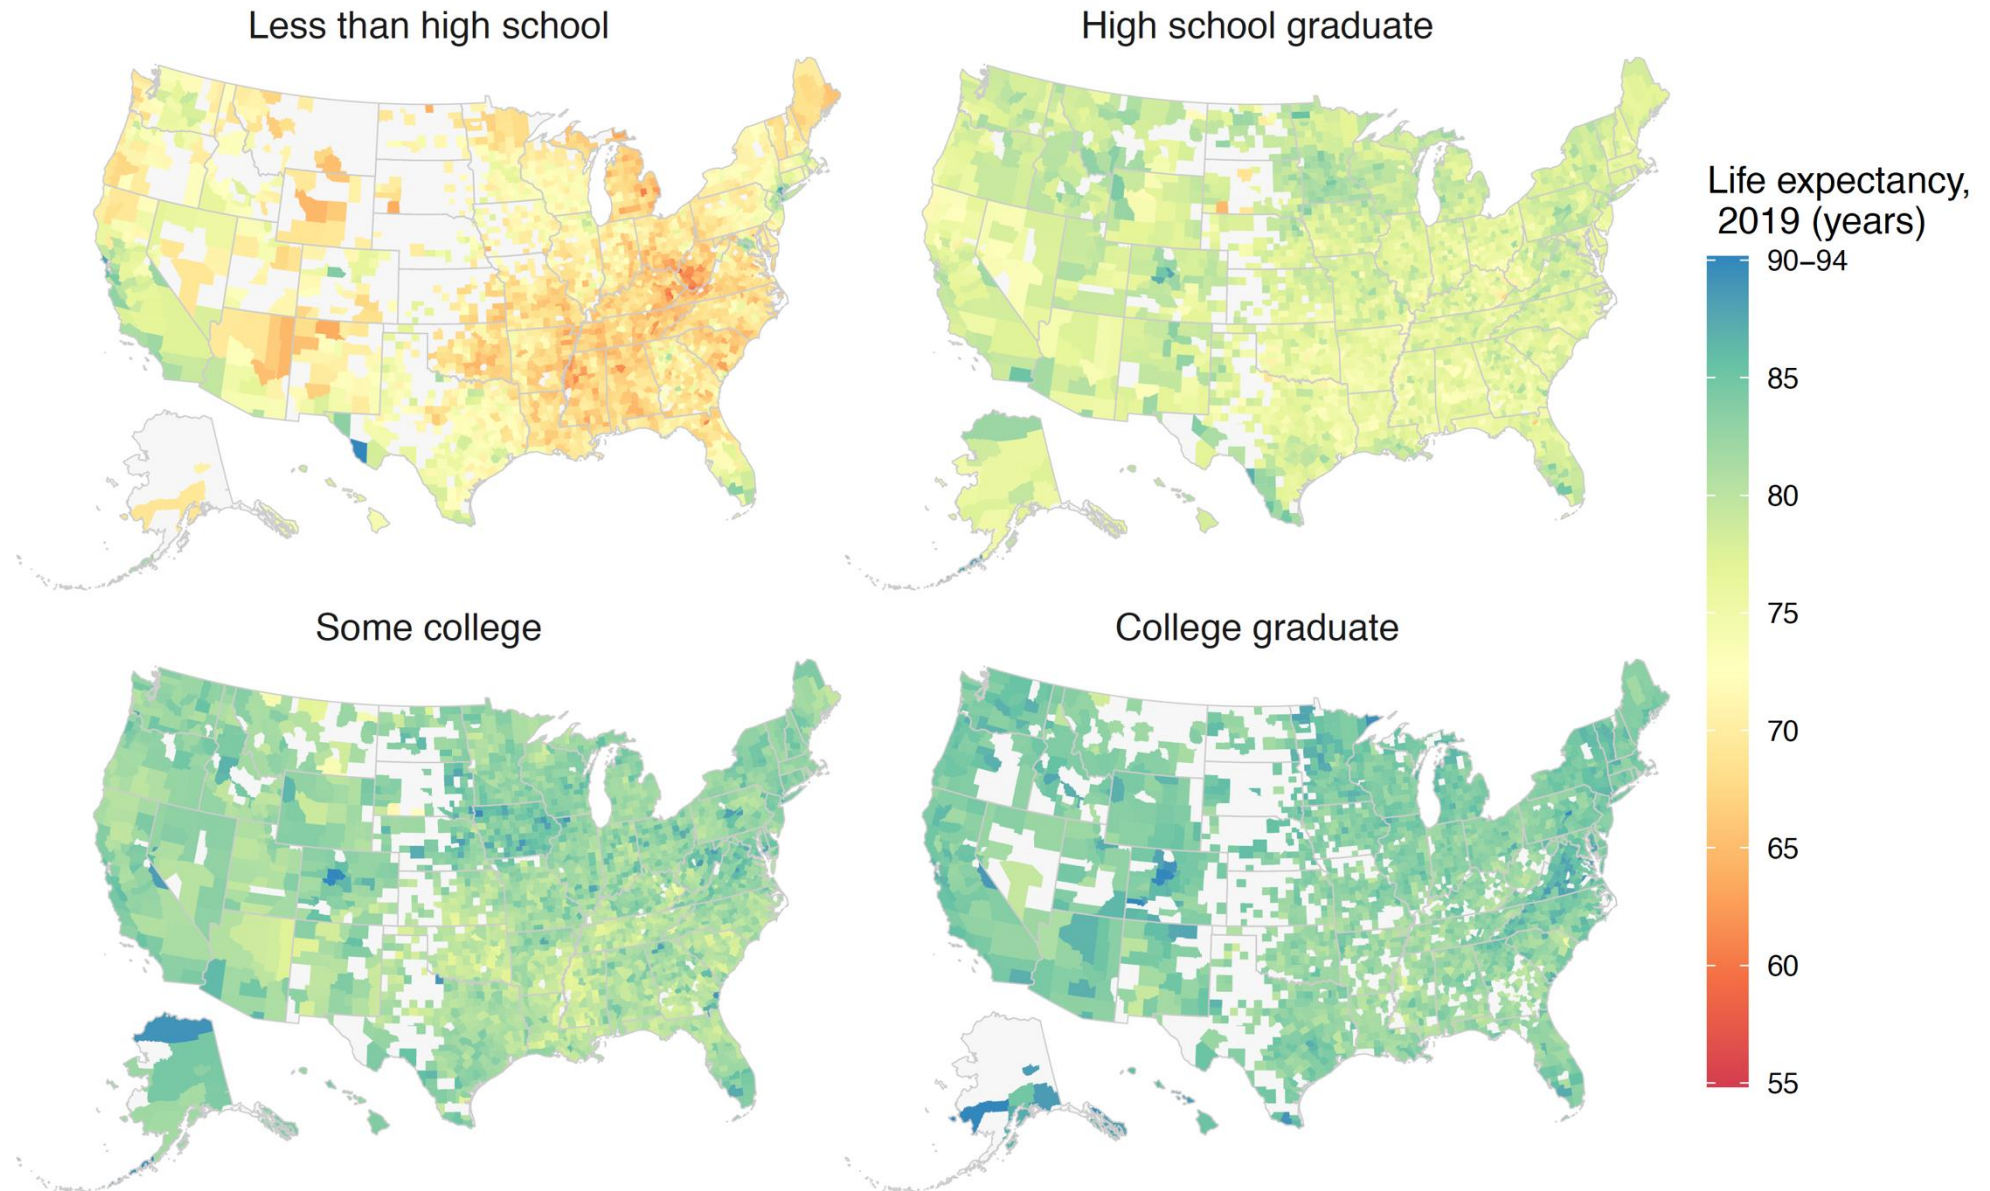 Less than high school
High school graduate
Life expectancy,
2019 (years)
90–94
85
80
75
70
65
60
55
Some college
College graduate